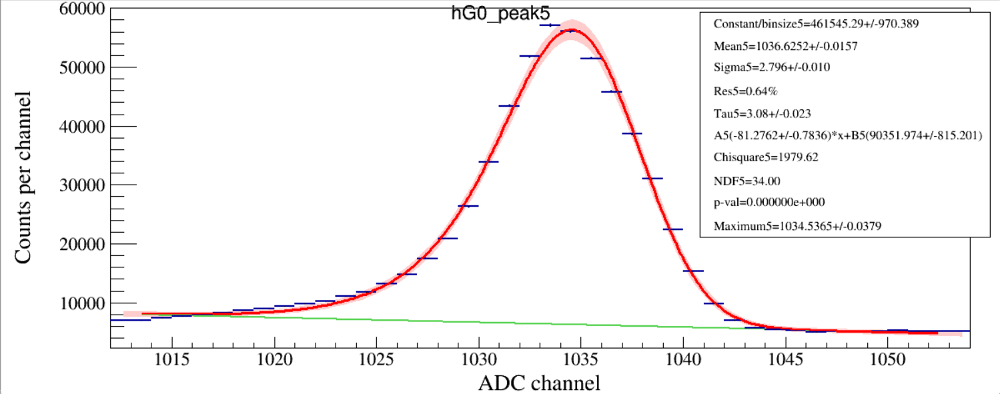 hG0_peak5
60000
50000
40000
30000
20000
10000
Counts per channel
Constant/binsize5=461545.29+/-970.389
Mean5=1036.6252+/-0.0157
Sigma5=2.796+/-0.010
Res5=0.64%
Tau5=3.08+/-0.023
A5(-81.2762+/-0.7836)*x+B5(90351.974+/-815.201)
Chisquare5=1979.62
NDF5=34.00
p-val=0.000000e+000
Maximum5=1034.5365+/-0.0379
1015 1020 1025 1030 1035 1040 1045 1050
ADC channel